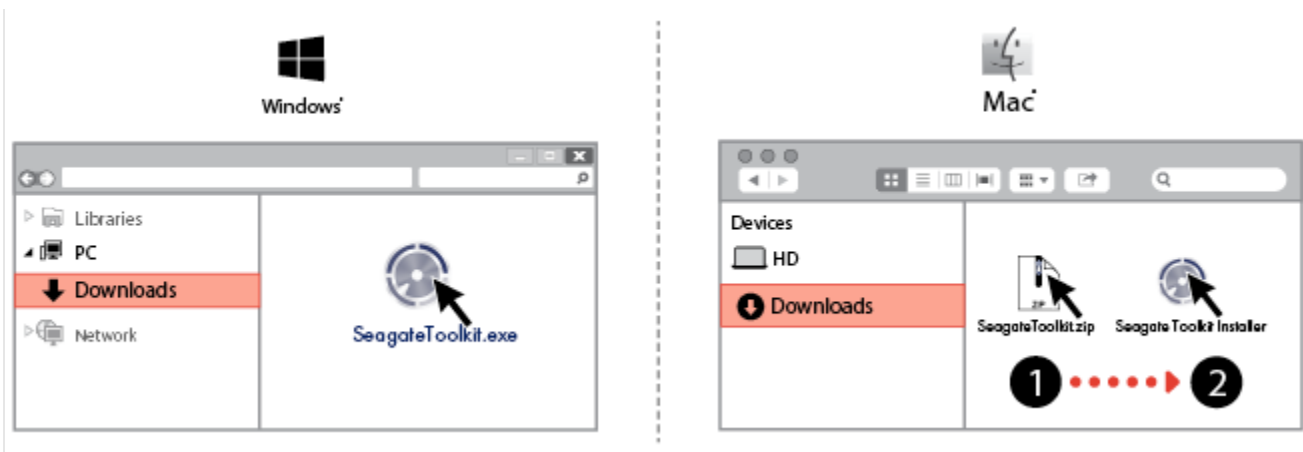 Windows®
Libraries
PC
Downloads
Network
SeagateToolkit.exe
Mac®
Devices
HD
Downloads
ZIP
SeagateToolkit.zip
Seagate Toolkit Installer
1
2